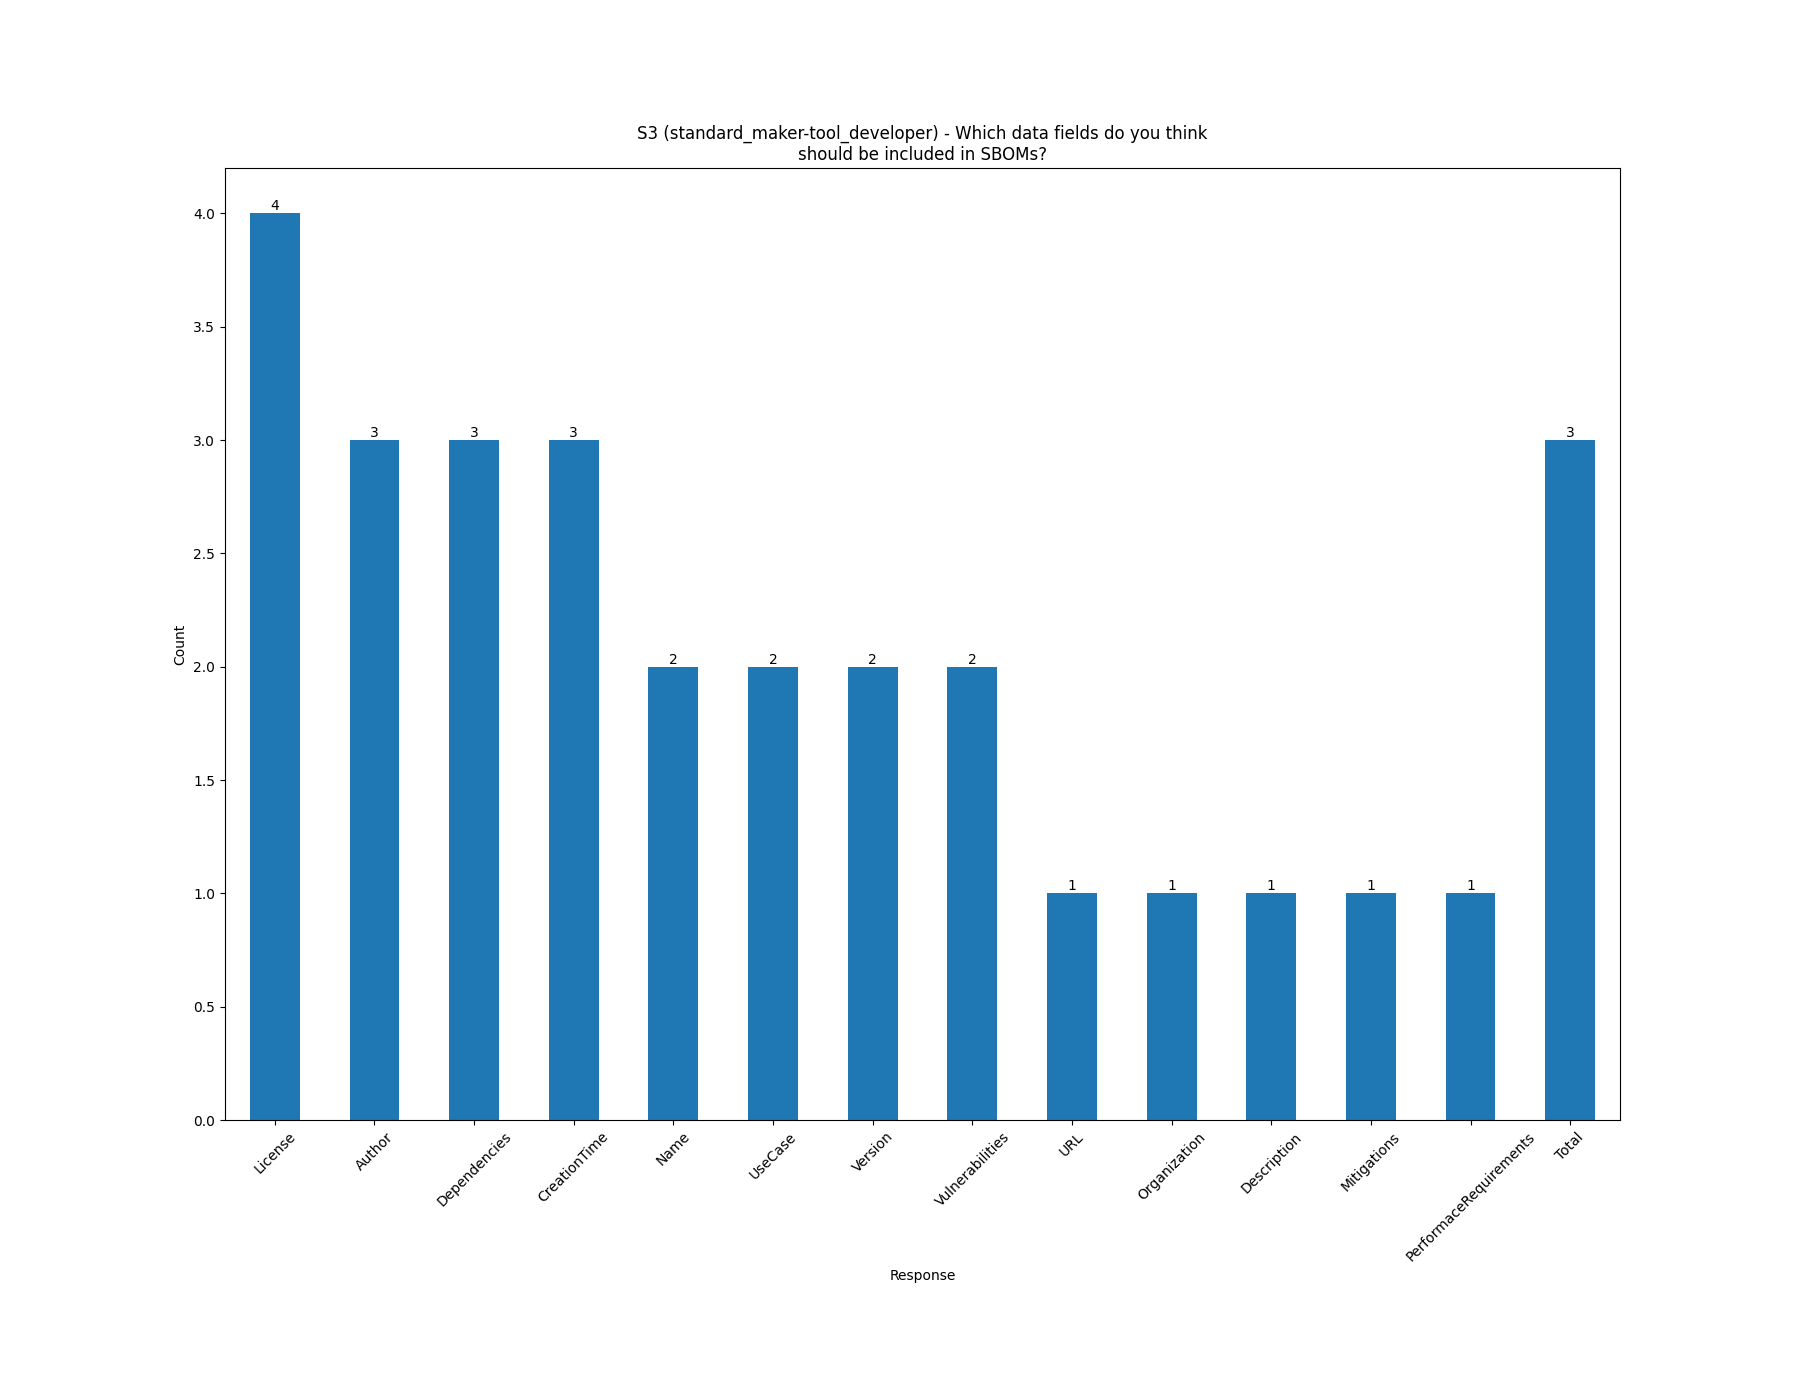 S3 (standard_maker-tool_developer) - Which data fields do you think
should be included in SBOMs?
4
3
3
3
2
2
2
2
1
1
1
1
1
3
4.0
3.5
3.0
2.5
2.0
1.5
1.0
0.5
0.0
Count
License
Author
Dependencies
CreationTime
Name
UseCase
Version
Vulnerabilities
URL
Organization
Description
Mitigations
PerformaceRequirements
Total
Response